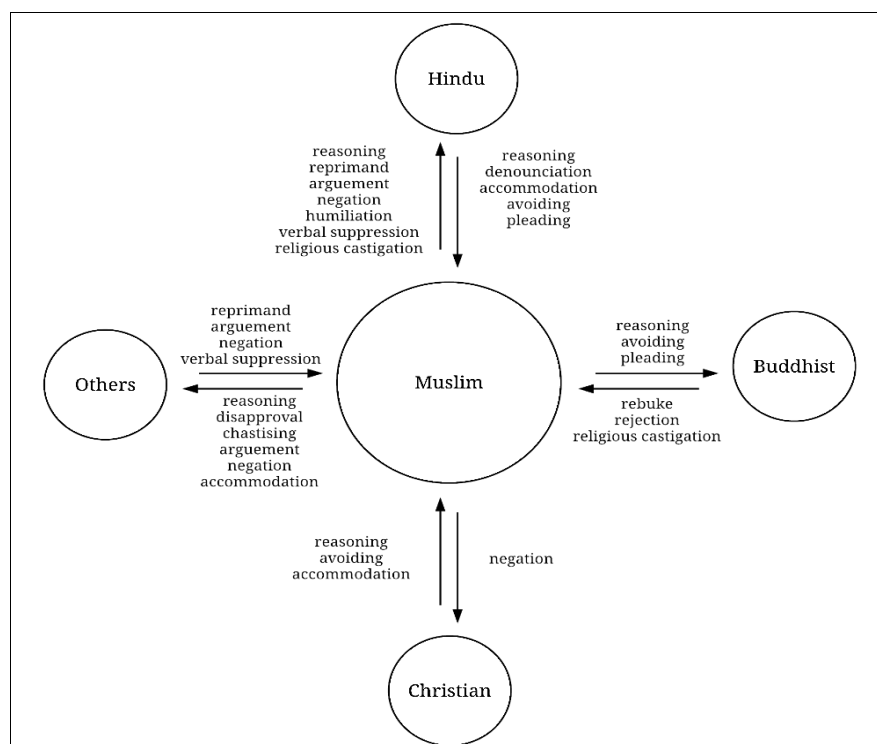 Hindu
reasoning
reprimand
arguement
negation
humiliation
verbal suppression
religious castigation
reasoning
denounciation
accommodation
avoiding
pleading
reprimand
arguement
negation
verbal suppression
Others
reasoning
disapproval
chastising
arguement
negation
accommodation
Muslim
reasoning
avoiding
pleading
Buddhist
rebuke
rejection
religious castigation
reasoning
avoiding
accommodation
negation
Christian